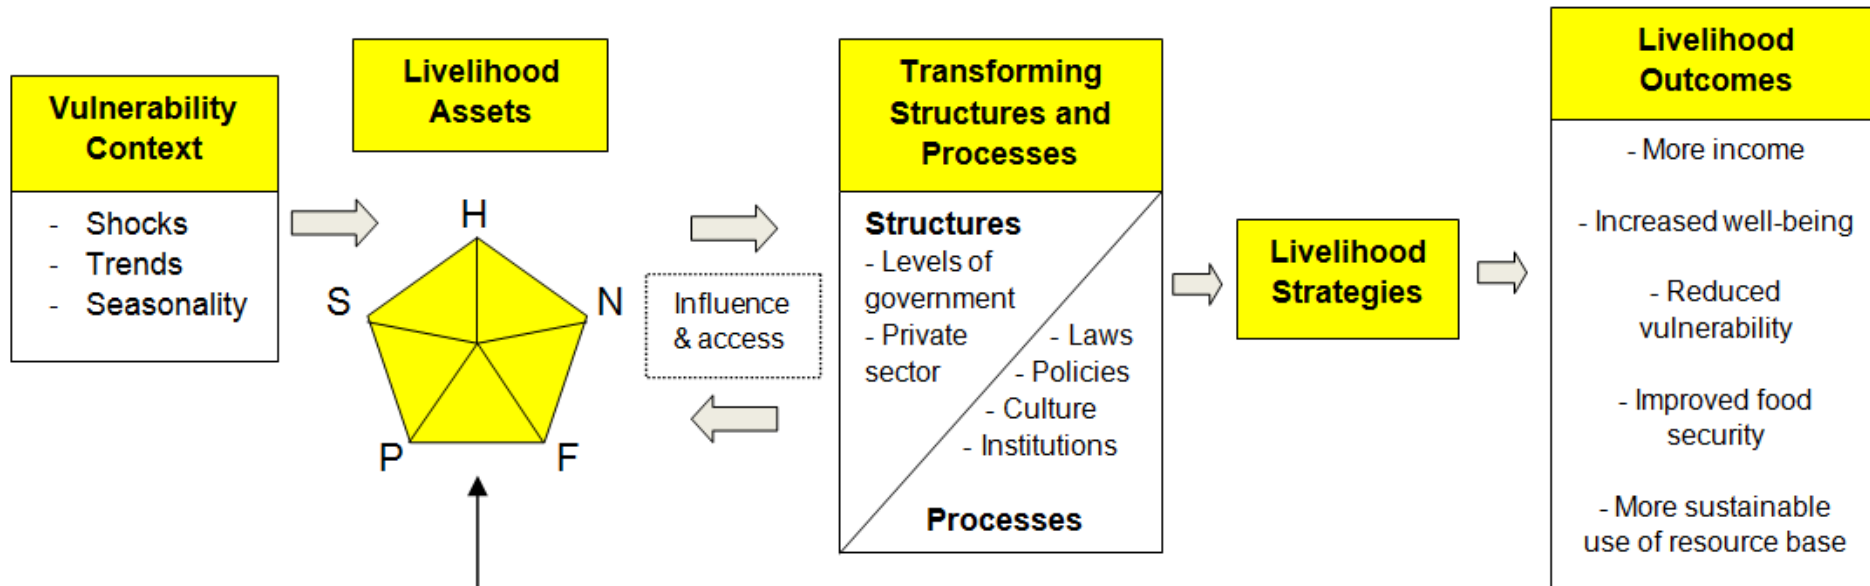 Vulnerability
Context
- Shocks
- Trends
- Seasonality
Livelihood
Assets
H
S
N
P
F
Influence
& access
Transforming
Structures and
Processes
Structures
- Levels of
government
- Private
sector
- Laws
- Policies
- Culture
- Institutions
Processes
Livelihood
Strategies
Livelihood
Outcomes
- More income
- Increased well-being
- Reduced
vulnerability
- Improved food
security
- More sustainable
use of resource base